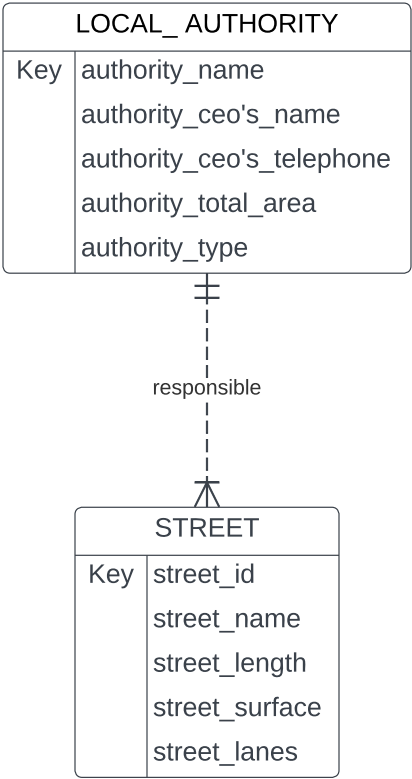 LOCAL_ AUTHORITY
Key authority_name
authority_ceo's_name
authority_ceo's_telephone
authority_total_area
authority_type
responsible
STREET
Key street_id
street_name
street_length
street_surface
street_lanes